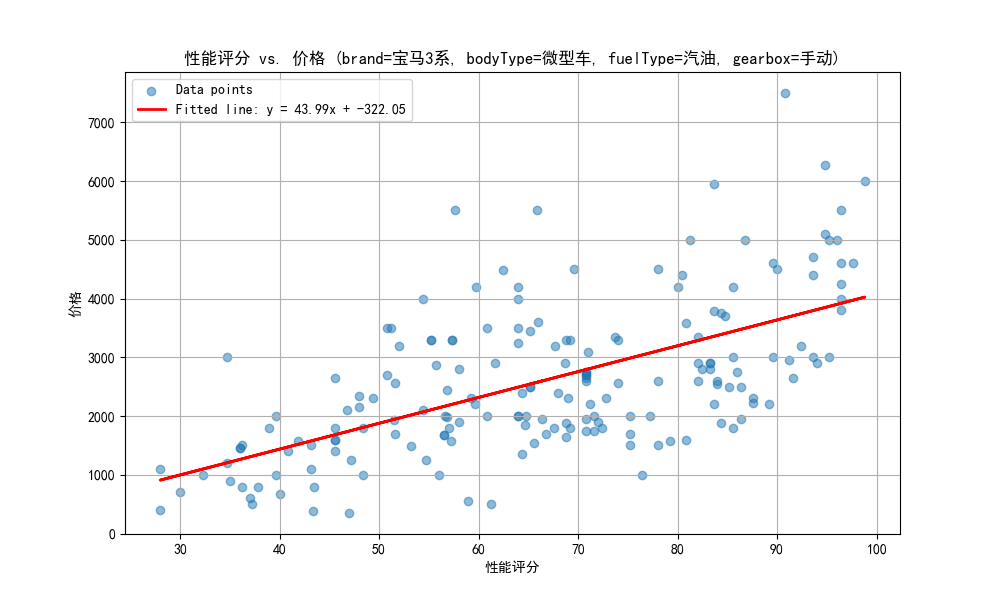 性能评分 vs. 价格 (brand=宝马3系, bodyType=微型车, fuelType=汽油, gearbox=手动)
Data points
Fitted line: y = 43.99x + -322.05
价格
7000
6000
5000
4000
3000
2000
1000
0
30 40 50 60 70 80 90 100
性能评分